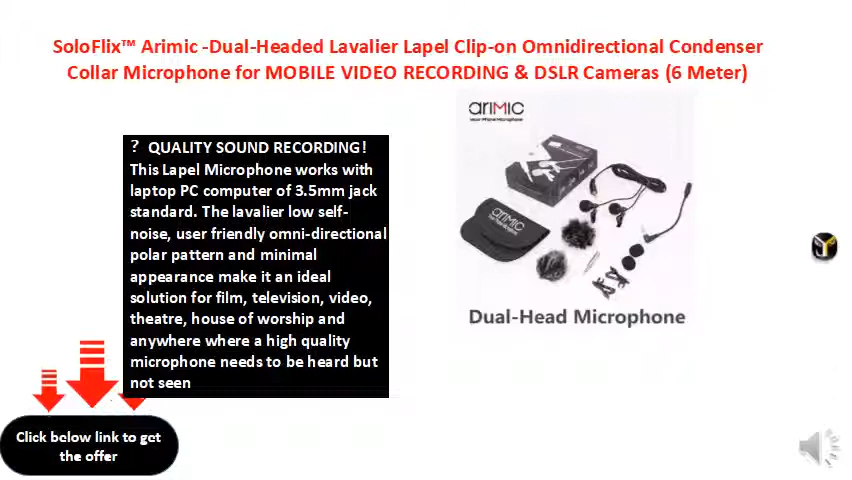 SoloFlix™ Arimic -Dual-Headed Lavalier Lapel Clip-on Omnidirectional Condenser
Collar Microphone for MOBILE VIDEO RECORDING & DSLR Cameras (6 Meter)
? QUALITY SOUND RECORDING!
This Lapel Microphone works with
laptop PC computer of 3.5mm jack
standard. The lavalier low self-
noise, user friendly omni-directional
polar pattern and minimal
appearance make it an ideal
solution for film, television, video,
theatre, house of worship and
anywhere where a high quality
microphone needs to be heard but
not seen
arimic
arimic
Dual-Head Microphone
Click below link to get
the offer